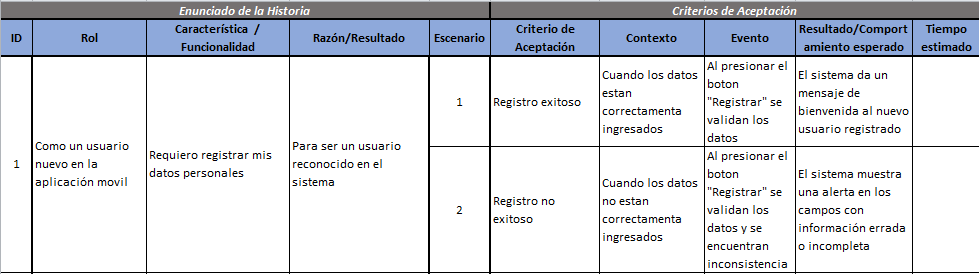 Enunciado de la Historia
Criterios de Aceptación
ID
Rol
Característica /
Funcionalidad
Razón/Resultado
Escenario
Criterio de
Aceptación
Contexto
Evento
Resultado/Comport
amiento esperado
Tiempo
estimado
1
Como un usuario
nuevo en la
aplicación movil
Requiero registrar mis
datos personales
Para ser un usuario
reconocido en el
sistema
1
Registro exitoso
Cuando los datos
estan
correctamenta
ingresados
Al presionar el
boton
"Registrar" se
validan los
datos
El sistema da un
mensaje de
bienvenida al nuevo
usuario registrado
2
Registro no
exitoso
Cuando los datos
no estan
correctamenta
ingresados
Al presionar el
boton
"Registrar" se
validan los
datos y se
encuentran
inconsistencia
El sistema muestra
una alerta en los
campos con
información errada
o incompleta